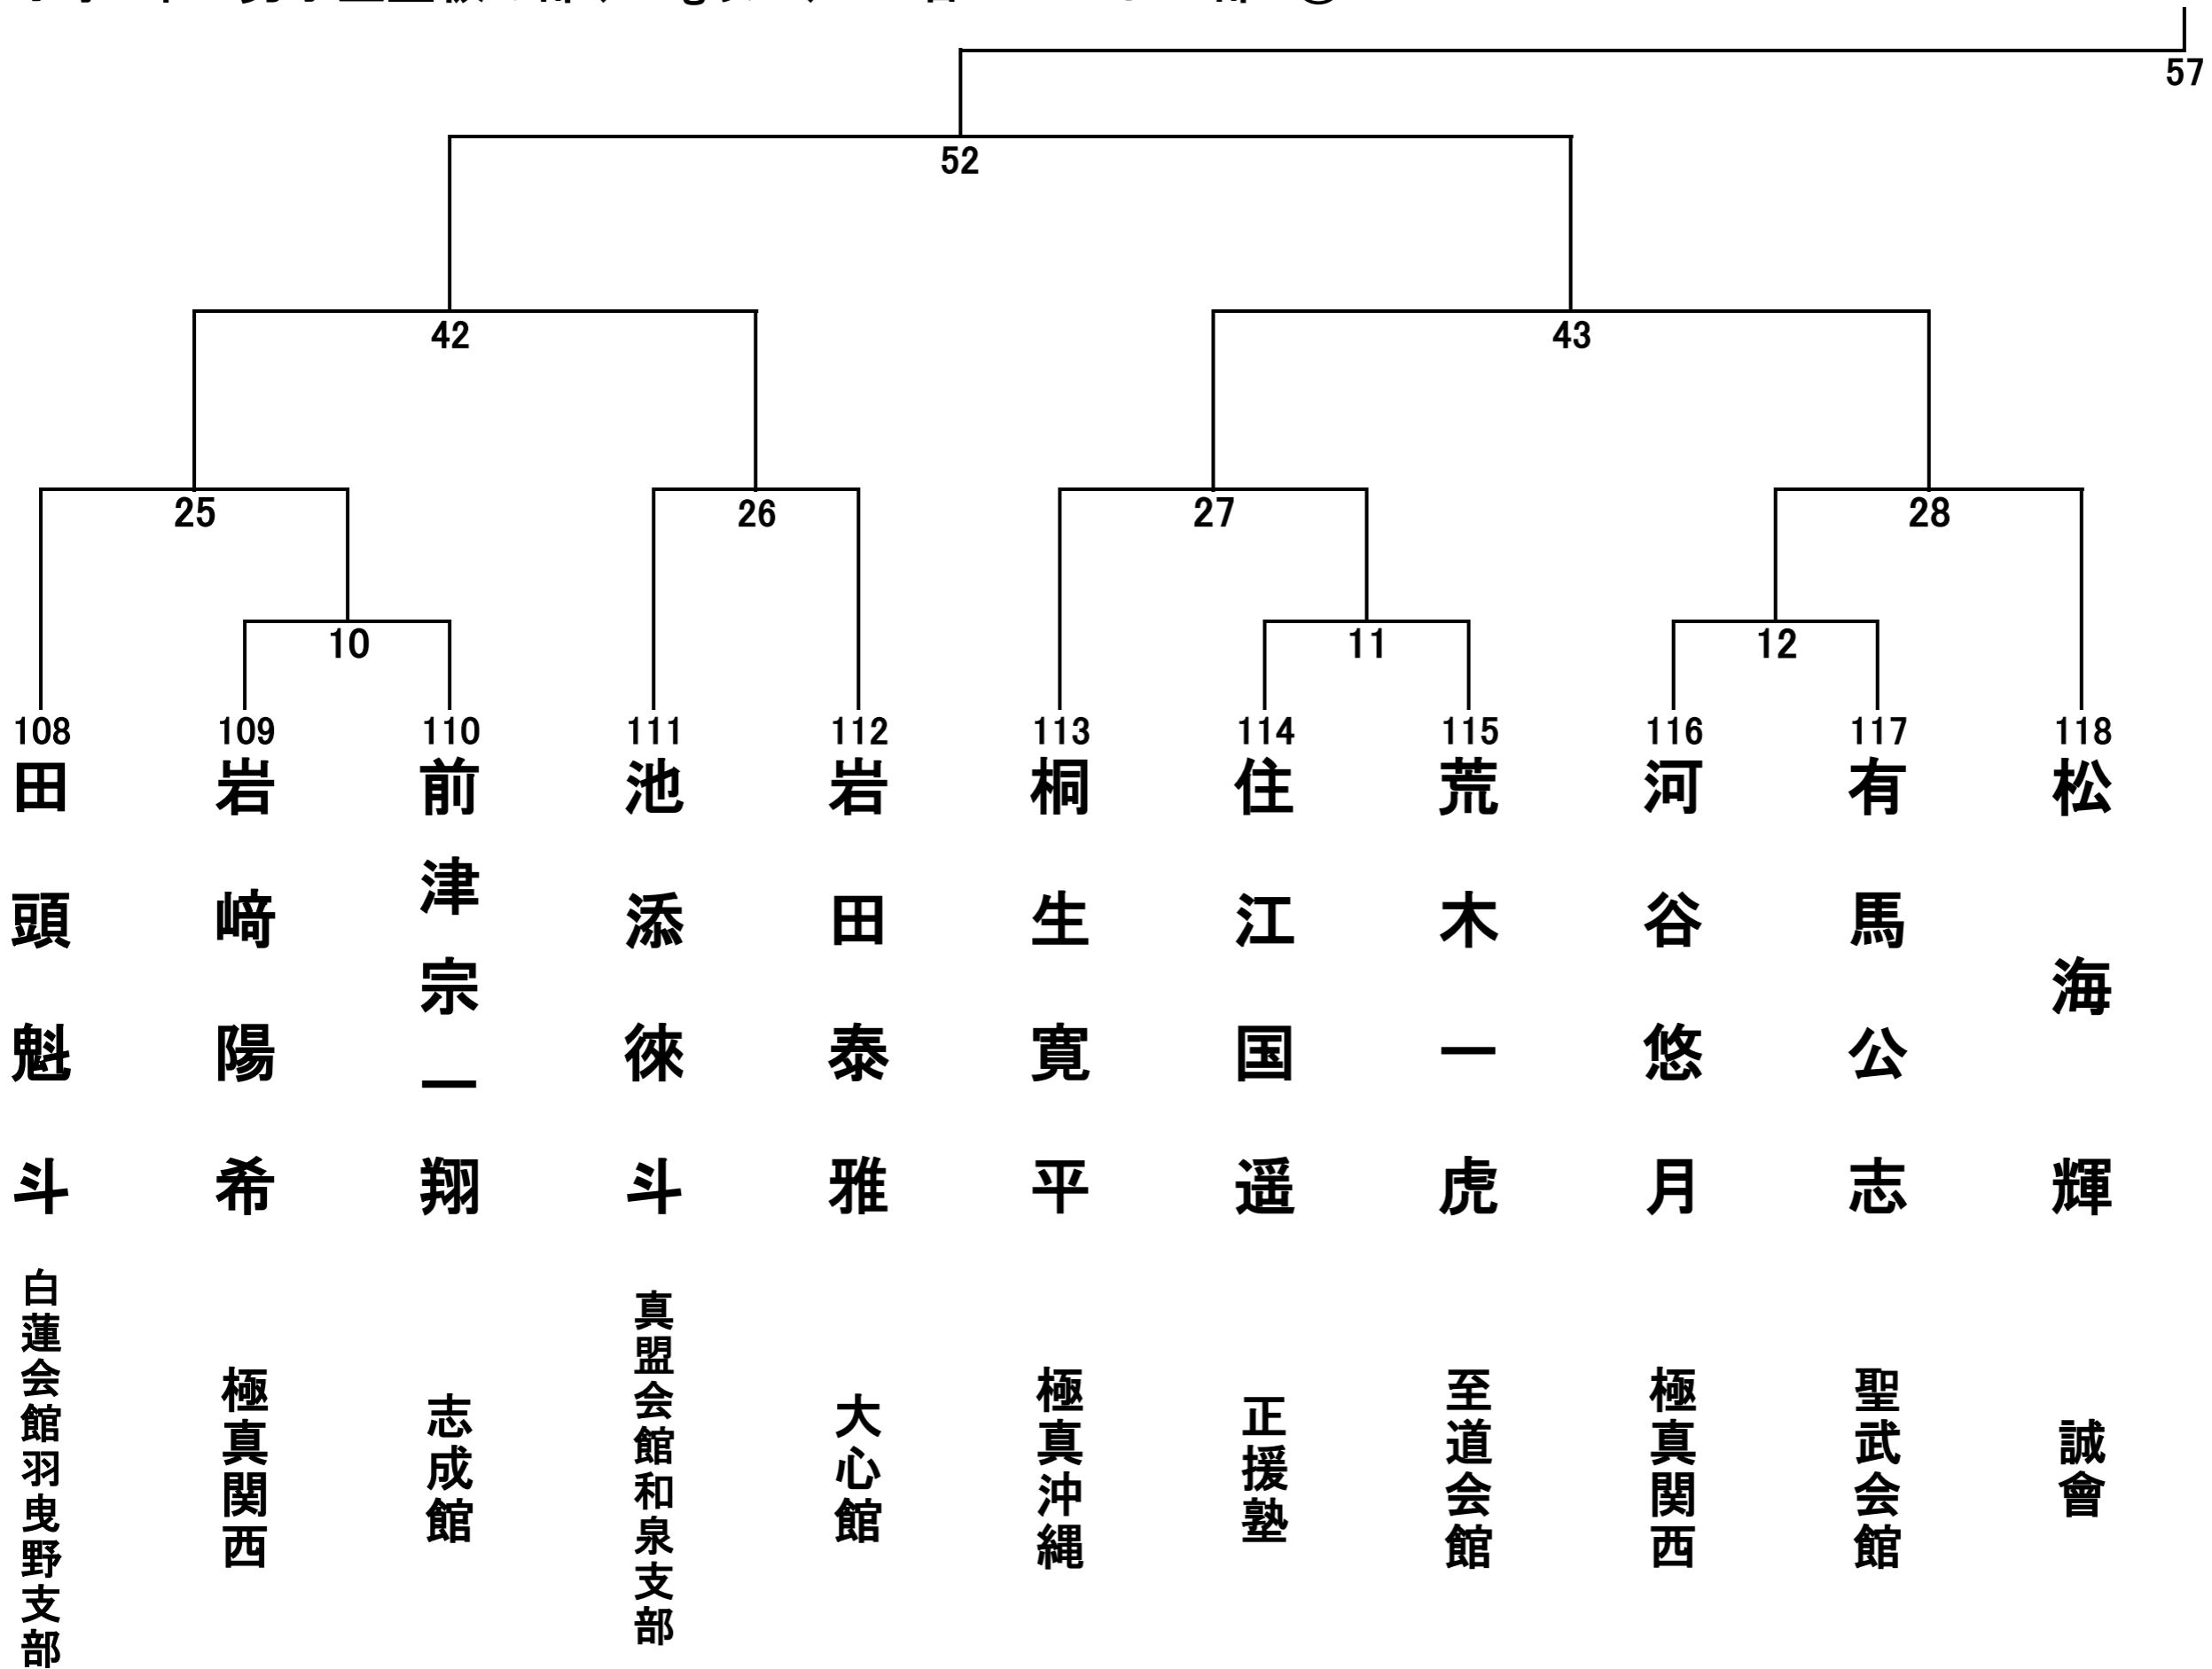 57
52
42
43
25
26
27
28
10
11
12
108
109
110
111
112
113
114
115
116
117
118
田頭魁斗
岩﨑陽希
前津宗一翔
池添徠斗
岩田泰雅
桐生寛平
住江国遥
荒木一虎
河谷悠月
有馬公志
松海輝
白蓮会館羽曳野支部
極真関西
志成館
真盟会館和泉支部
大心館
極真沖縄
正援塾
至道会館
極真関西
聖武会館
誠會